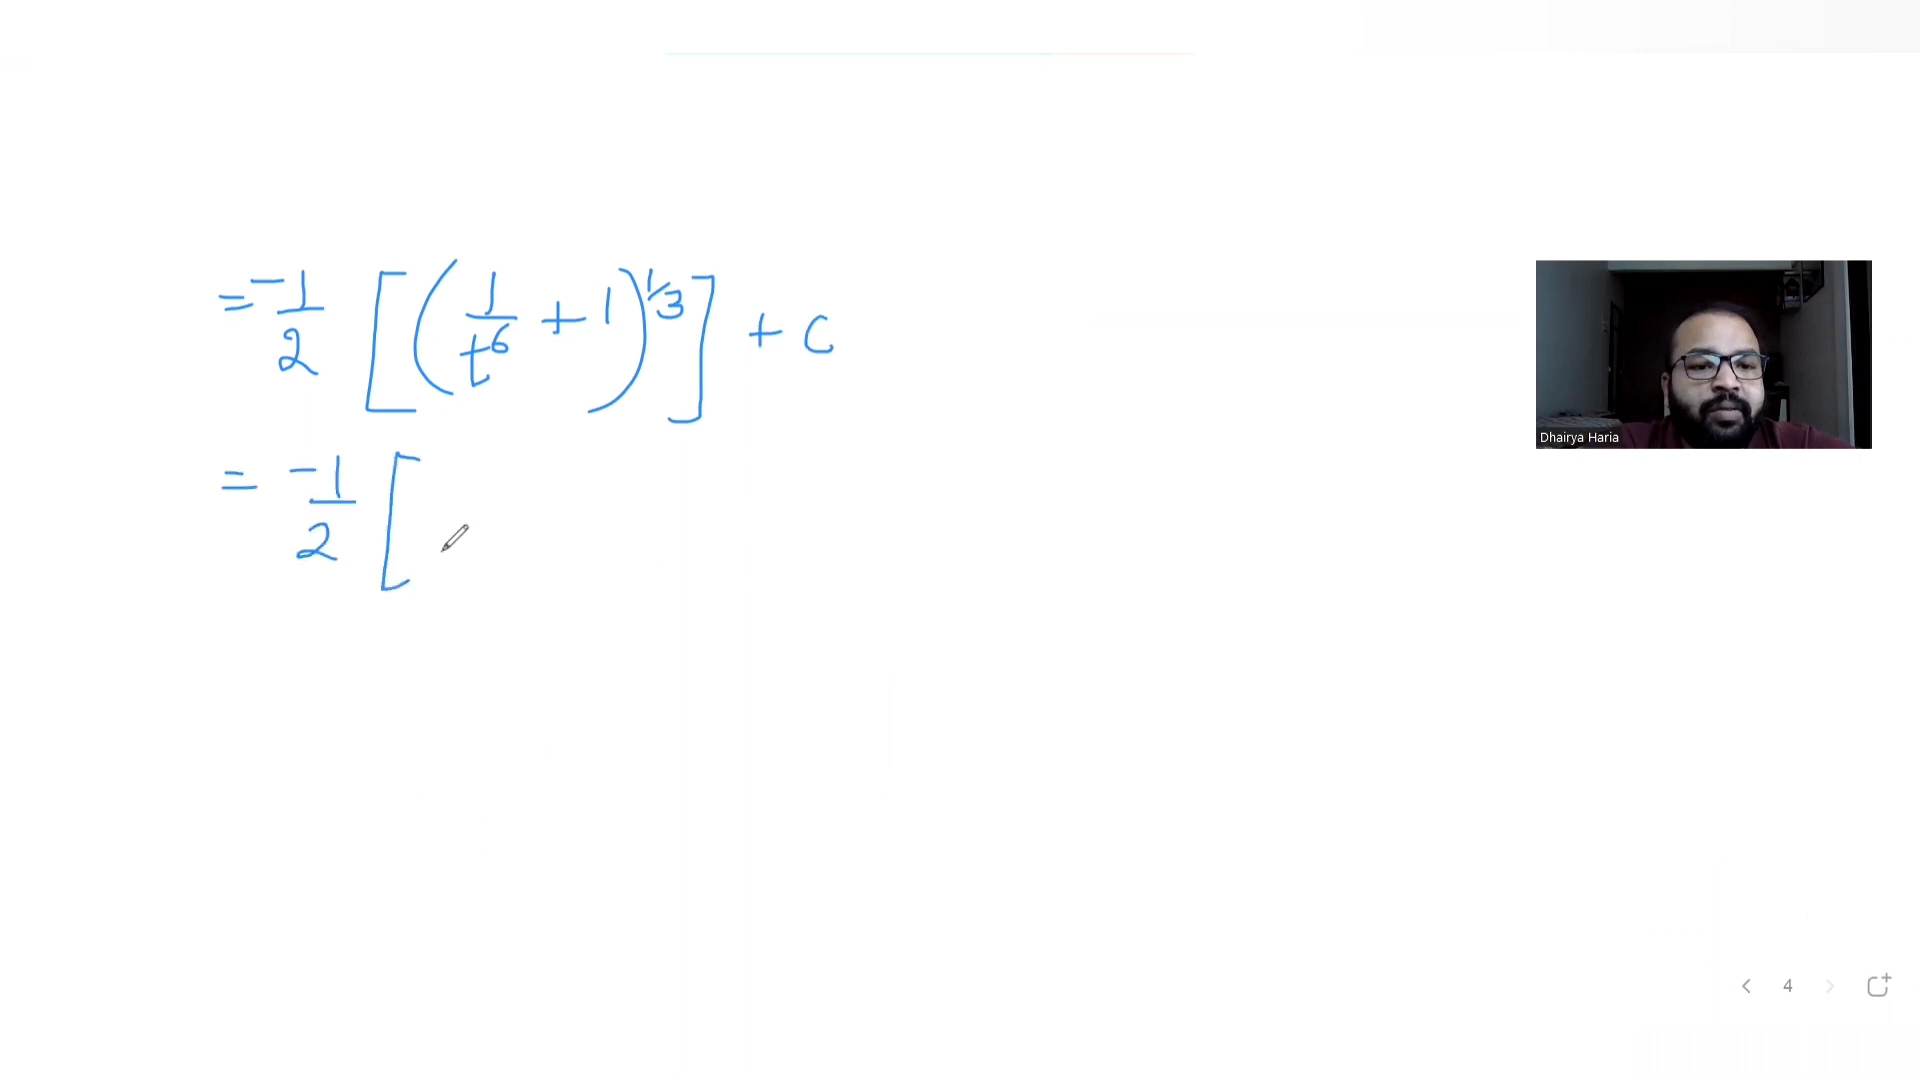 = -1/2 [(1/t^6 + 1)^1/3] + c
Dhairya Haria
= -1/2 [
4